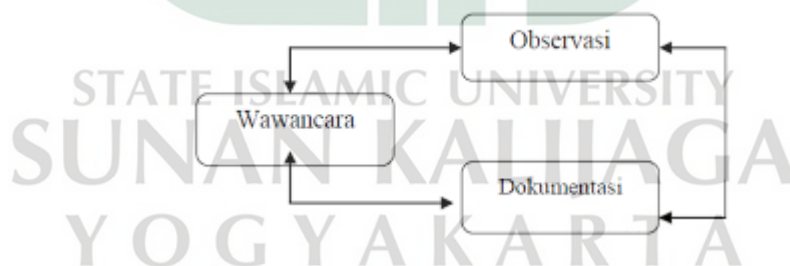 Observasi
STATE ISLAMIC UNIVERSITY
Wawancara
SUNAN KALIJAGA
Dokumentasi
YOGYAKARTA